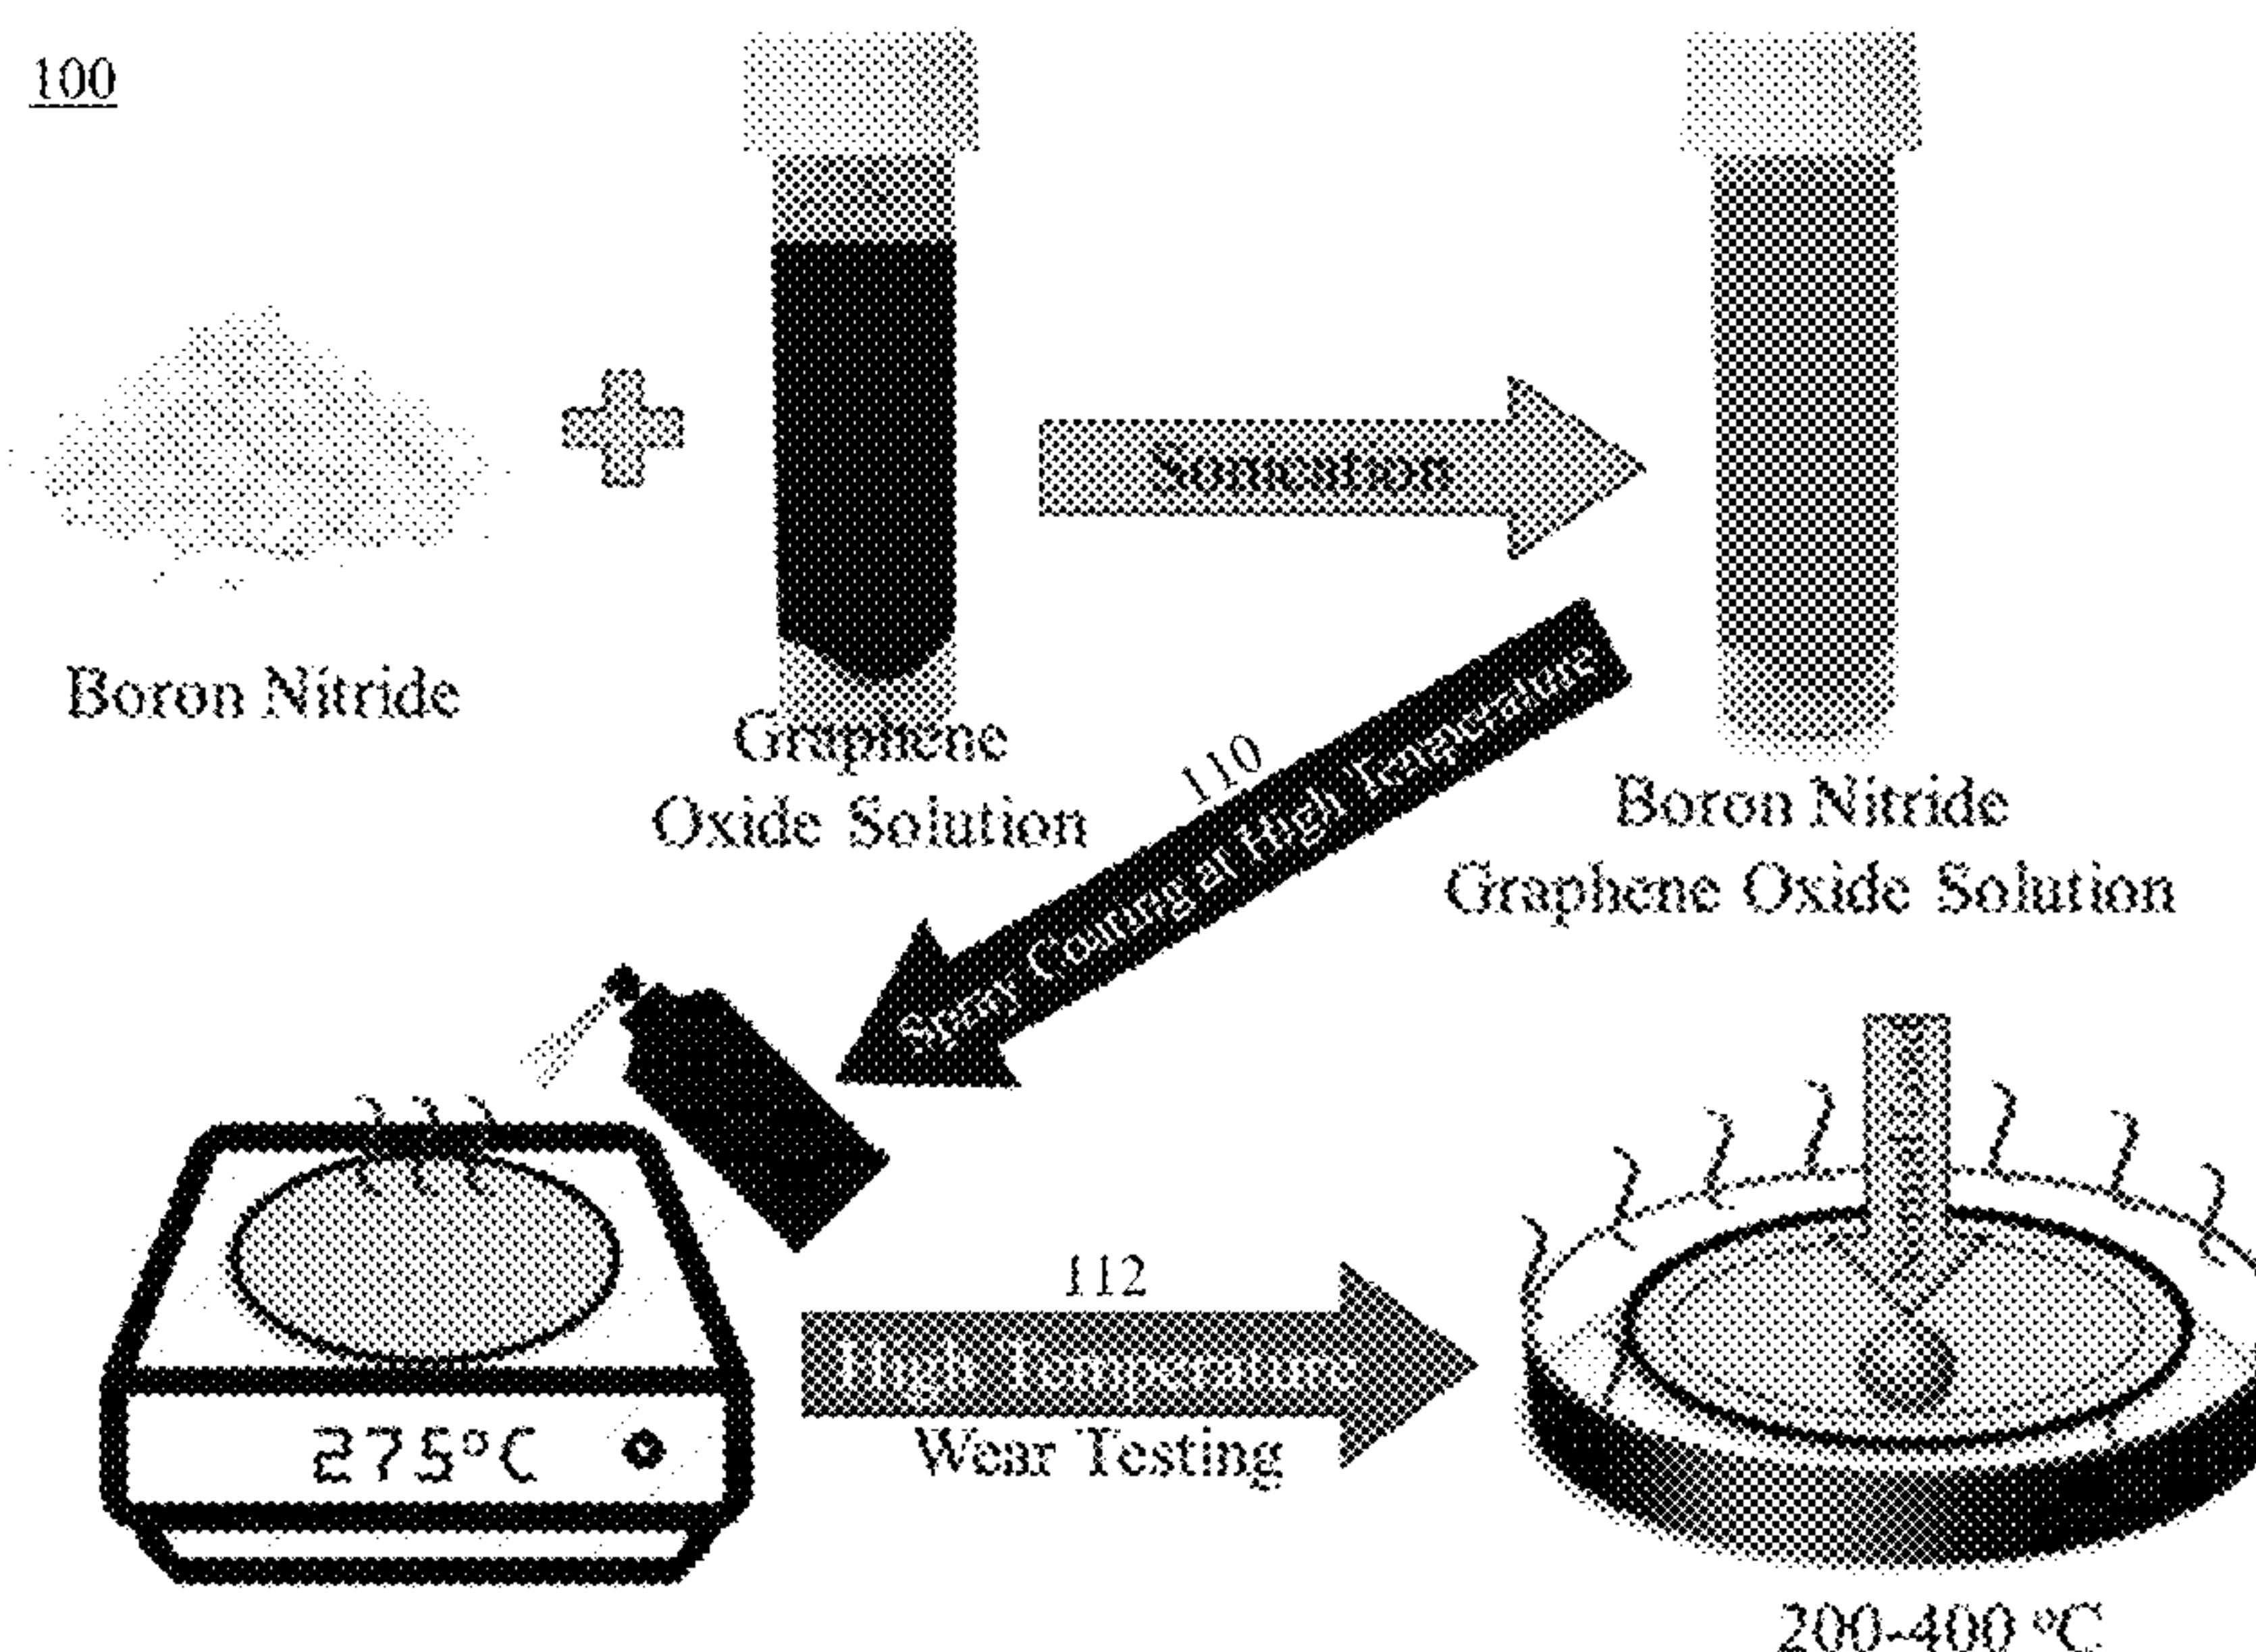 100
Boron Nitride
Graphene
Oxide Solution
Sonication
Boron Nitride
Graphene Oxide Solution
110
Spray Coating at High Temperature
275°C
112
High Temperature
Wear Testing
200-400 °C